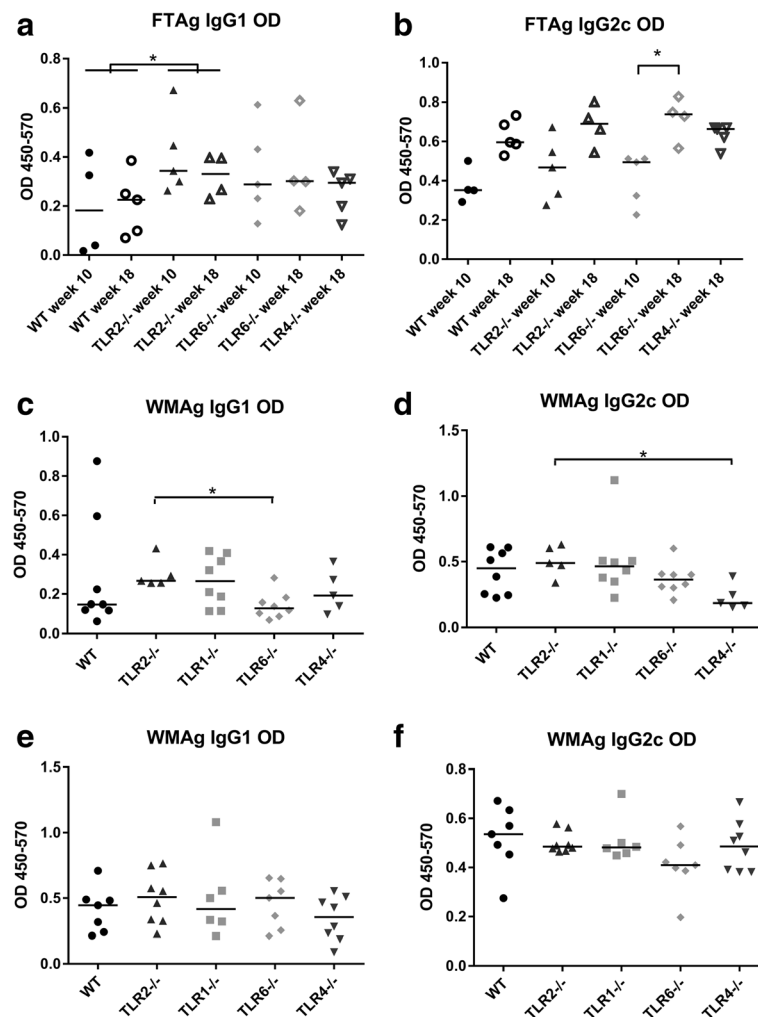 a
FTAg IgG1 OD
OD 450-570
0.8
0.6
0.4
0.2
0.0
*
WT week 10
WT week 18
TLR2-/- week 10
TLR2-/- week 18
TLR6-/- week 10
TLR6-/- week 18
TLR4-/- week 18
b
FTAg IgG2c OD
OD 450-570
1.0
0.8
0.6
0.4
0.2
0.0
*
WT week 10
WT week 18
TLR2-/- week 10
TLR2-/- week 18
TLR6-/- week 10
TLR6-/- week 18
TLR4-/- week 18
c
WMAg IgG1 OD
OD 450-570
1.0
0.8
0.6
0.4
0.2
0.0
*
WT
TLR2-/-
TLR1-/-
TLR6-/-
TLR4-/-
d
WMAg IgG2c OD
OD 450-570
1.5
1.0
0.5
0.0
*
WT
TLR2-/-
TLR1-/-
TLR6-/-
TLR4-/-
e
WMAg IgG1 OD
OD 450-570
1.5
1.0
0.5
0.0
WT
TLR2-/-
TLR1-/-
TLR6-/-
TLR4-/-
f
WMAg IgG2c OD
OD 450-570
0.8
0.6
0.4
0.2
0.0
WT
TLR2-/-
TLR1-/-
TLR6-/-
TLR4-/-